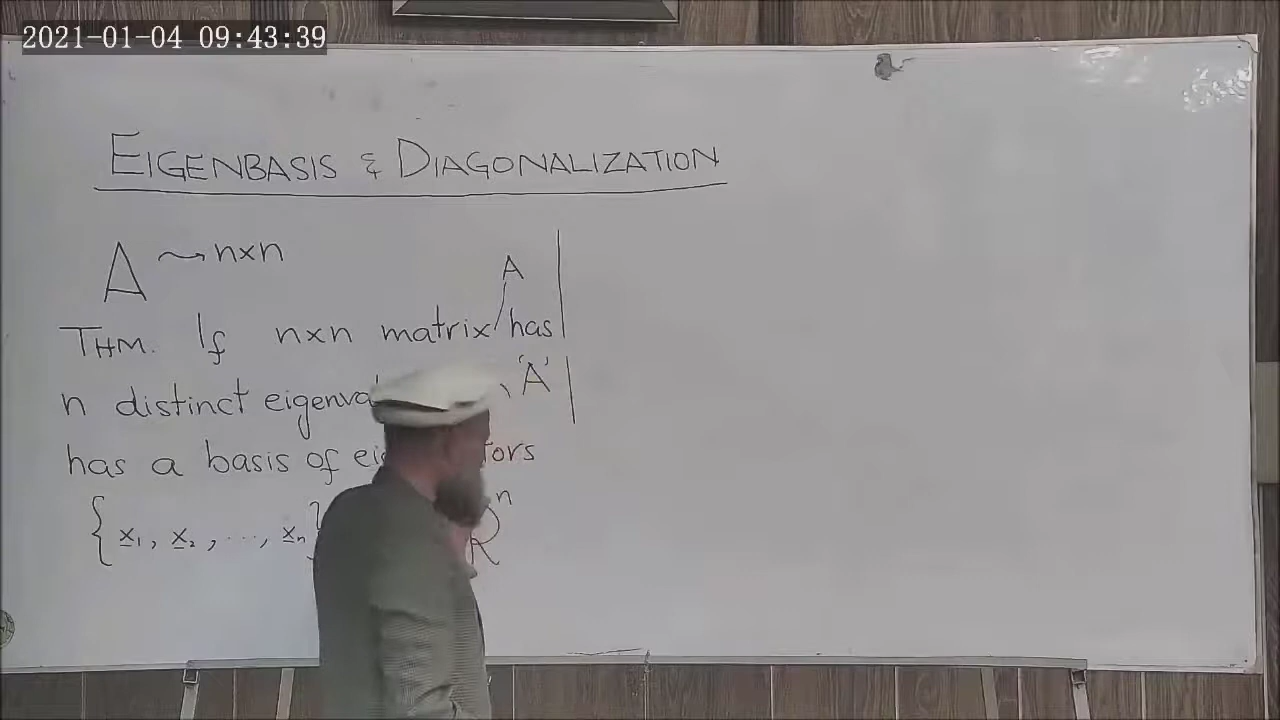 2021-01-04 09:43:39
EIGENBASIS & DIAGONALIZATION
A ⇝ n×n
A
THM. If n×n matrix has
n distinct 'A'
has a basis of
{x₁, x₂, ..., xₙ} Rⁿ